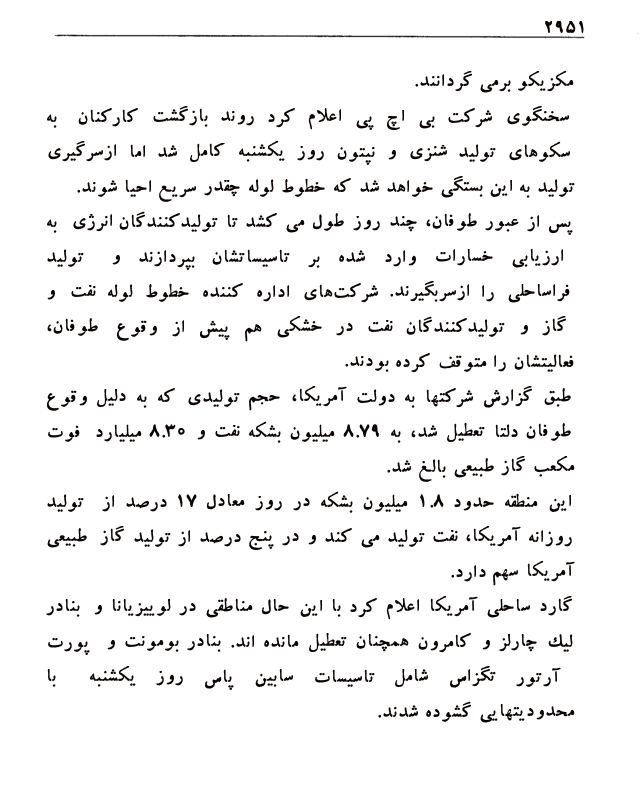 ۲۹۵۱
مکزیکو برمی گردانند.
سخنگوی شرکت بی اچ پی اعلام کرد روند بازگشت کارکنان به
سکوهای تولید شنزی و نپتون روز یکشنبه کامل شد اما ازسرگیری
تولید به این بستگی خواهد شد که خطوط لوله چقدر سریع احیا شوند.
پس از عبور طوفان، چند روز طول می کشد تا تولیدکنندگان انرژی به
ارزیابی خسارات وارد شده بر تاسیساتشان بپردازند و تولید
فراساحلی را ازسربگیرند. شرکت‌های اداره کننده خطوط لوله نفت و
گاز و تولیدکنندگان نفت در خشکی هم پیش از وقوع طوفان،
فعالیتشان را متوقف کرده بودند.
طبق گزارش شرکتها به دولت آمریکا، حجم تولیدی که به دلیل وقوع
طوفان دلتا تعطیل شد، به ۸.۷۹ میلیون بشکه نفت و ۸.۳۰ میلیارد فوت
مکعب گاز طبیعی بالغ شد.
این منطقه حدود ۱.۸ میلیون بشکه در روز معادل ۱۷ درصد از تولید
روزانه آمریکا، نفت تولید می کند و در پنج درصد از تولید گاز طبیعی
آمریکا سهم دارد.
گارد ساحلی آمریکا اعلام کرد با این حال مناطقی در لوییزیانا و بنادر
لیك چارلز و کامرون همچنان تعطیل مانده اند. بنادر بومونت و پورت
آرتور تگزاس شامل تاسیسات سابین پاس روز یکشنبه با
محدودیتهایی گشوده شدند.